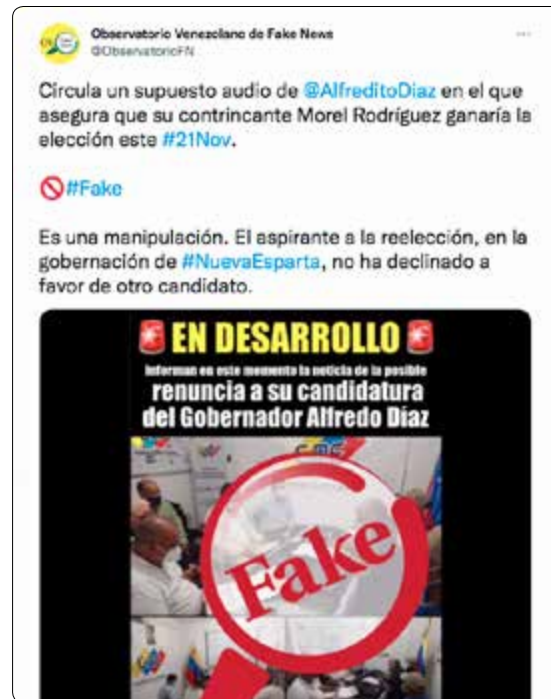 Observatorio Venezolano de Fake News
@ObservatorioFN
Circula un supuesto audio de @AlfreditoDiaz en el que
asegura que su contrincante Morel Rodríguez ganaría la
elección este #21Nov.
🚫#Fake
Es una manipulación. El aspirante a la reelección, en la
gobernación de #NuevaEsparta, no ha declinado a
favor de otro candidato.
EN DESARROLLO
Informan en este momento la noticia de la posible
renuncia a su candidatura
del Gobernador Alfredo Díaz
CNE
Fake